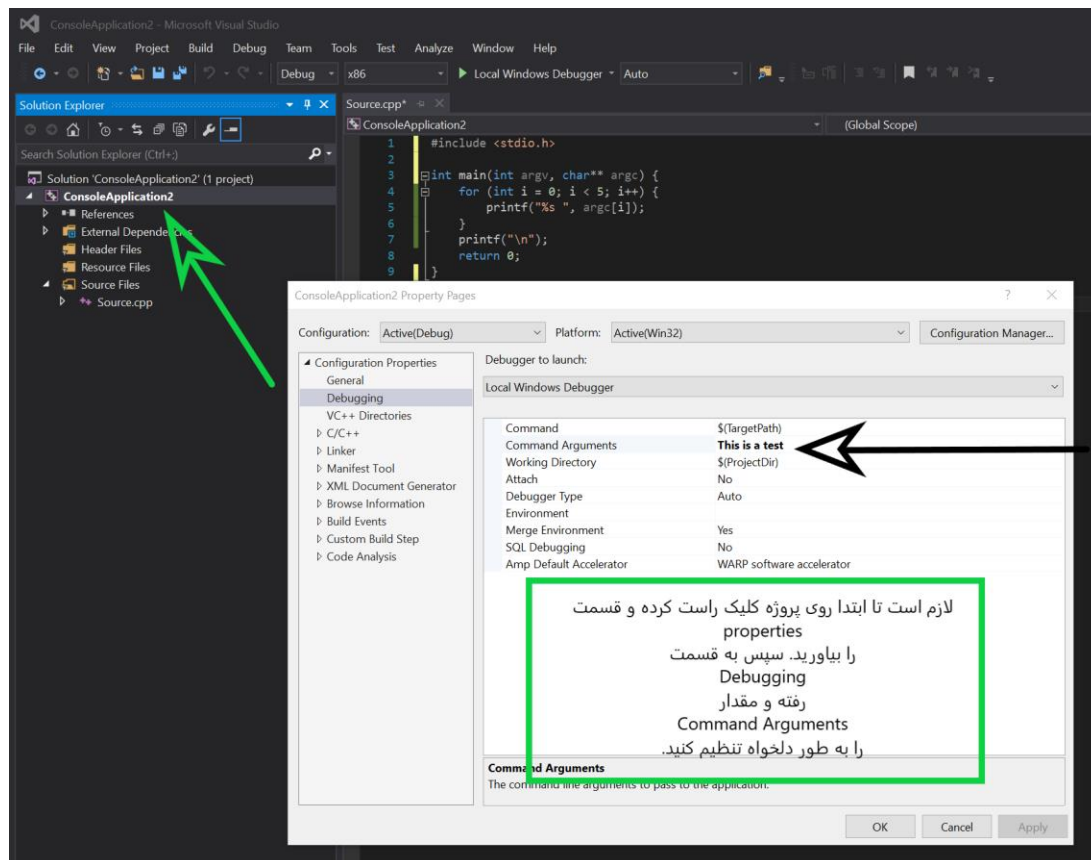 ConsoleApplication2 - Microsoft Visual Studio
File Edit View Project Build Debug Team Tools Test Analyze Window Help
Debug x86 Local Windows Debugger Auto
Solution Explorer
Search Solution Explorer (Ctrl+;)
Solution 'ConsoleApplication2' (1 project)
ConsoleApplication2
References
External Dependencies
Header Files
Resource Files
Source Files
Source.cpp
Source.cpp*
ConsoleApplication2 (Global Scope)
1 #include <stdio.h>
2
3 int main(int argv, char** argc) {
4 for (int i = 0; i < 5; i++) {
5 printf("%s ", argc[i]);
6 }
7 printf("\n");
8 return 0;
9 }
ConsoleApplication2 Property Pages ?
Configuration: Active(Debug) Platform: Active(Win32) Configuration Manager...
Configuration Properties
General
Debugging
VC++ Directories
C/C++
Linker
Manifest Tool
XML Document Generator
Browse Information
Build Events
Custom Build Step
Code Analysis
Debugger to launch:
Local Windows Debugger
Command $(TargetPath)
Command Arguments This is a test
Working Directory $(ProjectDir)
Attach No
Debugger Type Auto
Environment
Merge Environment Yes
SQL Debugging No
Amp Default Accelerator WARP software accelerator
لازم است تا ابتدا روی پروژه کلیک راست کرده و قسمت
properties
را بیاورید. سپس به قسمت
Debugging
رفته و مقدار
Command Arguments
را به طور دلخواه تنظیم کنید.
Command Arguments
The command line arguments to pass to the application.
OK Cancel Apply